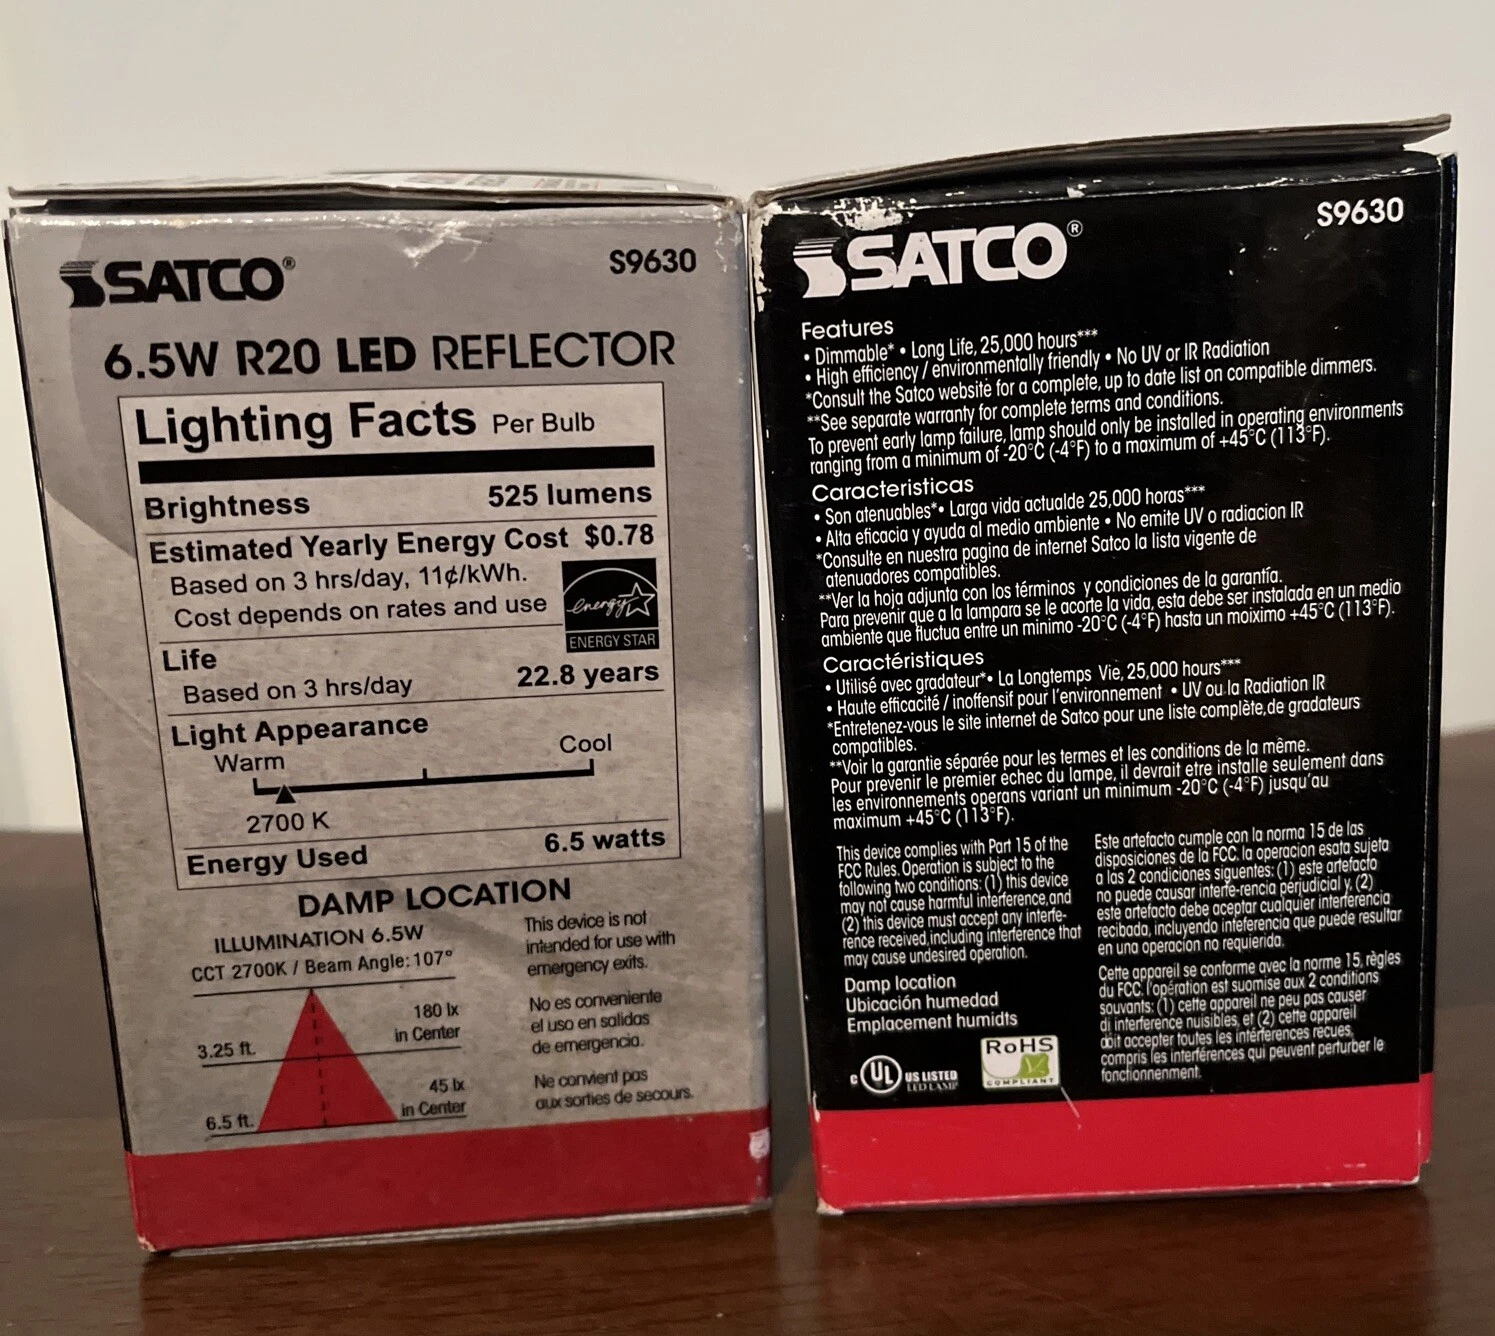 SATCO®
S9630
6.5W R20 LED REFLECTOR
Lighting Facts Per Bulb
Brightness 525 lumens
Estimated Yearly Energy Cost $0.78
Based on 3 hrs/day, 11¢/kWh.
Cost depends on rates and use
energy
ENERGY STAR
Life
Based on 3 hrs/day 22.8 years
Light Appearance
Warm Cool
2700 K
Energy Used 6.5 watts
DAMP LOCATION
ILLUMINATION 6.5W
CCT 2700K / Beam Angle: 107°
180 lx
in Center
3.25 ft.
45 lx
in Center
6.5 ft.
This device is not
intended for use with
emergency exits.
No es conveniente
el uso en salidas
de emergencia.
Ne convient pas
aux sorties de secours.
SATCO®
S9630
Features
• Dimmable* • Long Life, 25,000 hours***
• High efficiency / environmentally friendly • No UV or IR Radiation
*Consult the Satco website for a complete, up to date list on compatible dimmers.
**See separate warranty for complete terms and conditions.
To prevent early lamp failure, lamp should only be installed in operating environments
ranging from a minimum of -20°C (-4°F) to a maximum of +45°C (113°F).
Caracteristicas
• Son atenuables*• Larga vida actualde 25,000 horas***
• Alta eficacia y ayuda al medio ambiente • No emite UV o radiacion IR
*Consulte en nuestra pagina de internet Satco la lista vigente de
atenuadores compatibles.
**Ver la hoja adjunta con los términos y condiciones de la garantía.
Para prevenir que a la lampara se le acorte la vida, esta debe ser instalada en un medio
ambiente que fluctua entre un minimo -20°C (-4°F) hasta un moiximo +45°C (113°F).
Caractéristiques
• Utilisé avec gradateur*• La Longtemps Vie, 25,000 hours***
• Haute efficacité / inoffensif pour l'environnement • UV ou la Radiation IR
*Entretenez-vous le site internet de Satco pour une liste complète, de gradateurs
compatibles.
**Voir la garantie séparée pour les termes et les conditions de la même.
Pour prevenir le premier echec du lampe, il devrait etre installe seulement dans
les environnements operans variant un minimum -20°C (-4°F) jusqu'au
maximum +45°C (113°F).
This device complies with Part 15 of the
FCC Rules. Operation is subject to the
following two conditions: (1) this device
may not cause harmful interference, and
(2) this device must accept any interfe-
rence received, including interference that
may cause undesired operation.
Damp location
Ubicación humedad
Emplacement humidts
C UL US LISTED
LED LAMP
RoHS
COMPLIANT
Este artefacto cumple con la norma 15 de las
disposiciones de la FCC. la operacion esata sujeta
a las 2 condiciones siguentes: (1) este artefacto
no puede causar interfe-rencia perjudicial y, (2)
este artefacto debe aceptar cualquier interferencia
recibada, incluyendo inteferencia que puede resultar
en una operacion no requierida.
Cette appareil se conforme avec la norme 15, règles
du FCC. l'opération est suomise aux 2 conditions
souvants: (1) cette appareil ne peu pas causer
di interference nuisibles, et (2) cette appareil
doit accepter toutes les intérferences recues,
compris les interférences qui peuvent perturber le
fonctionnenment.